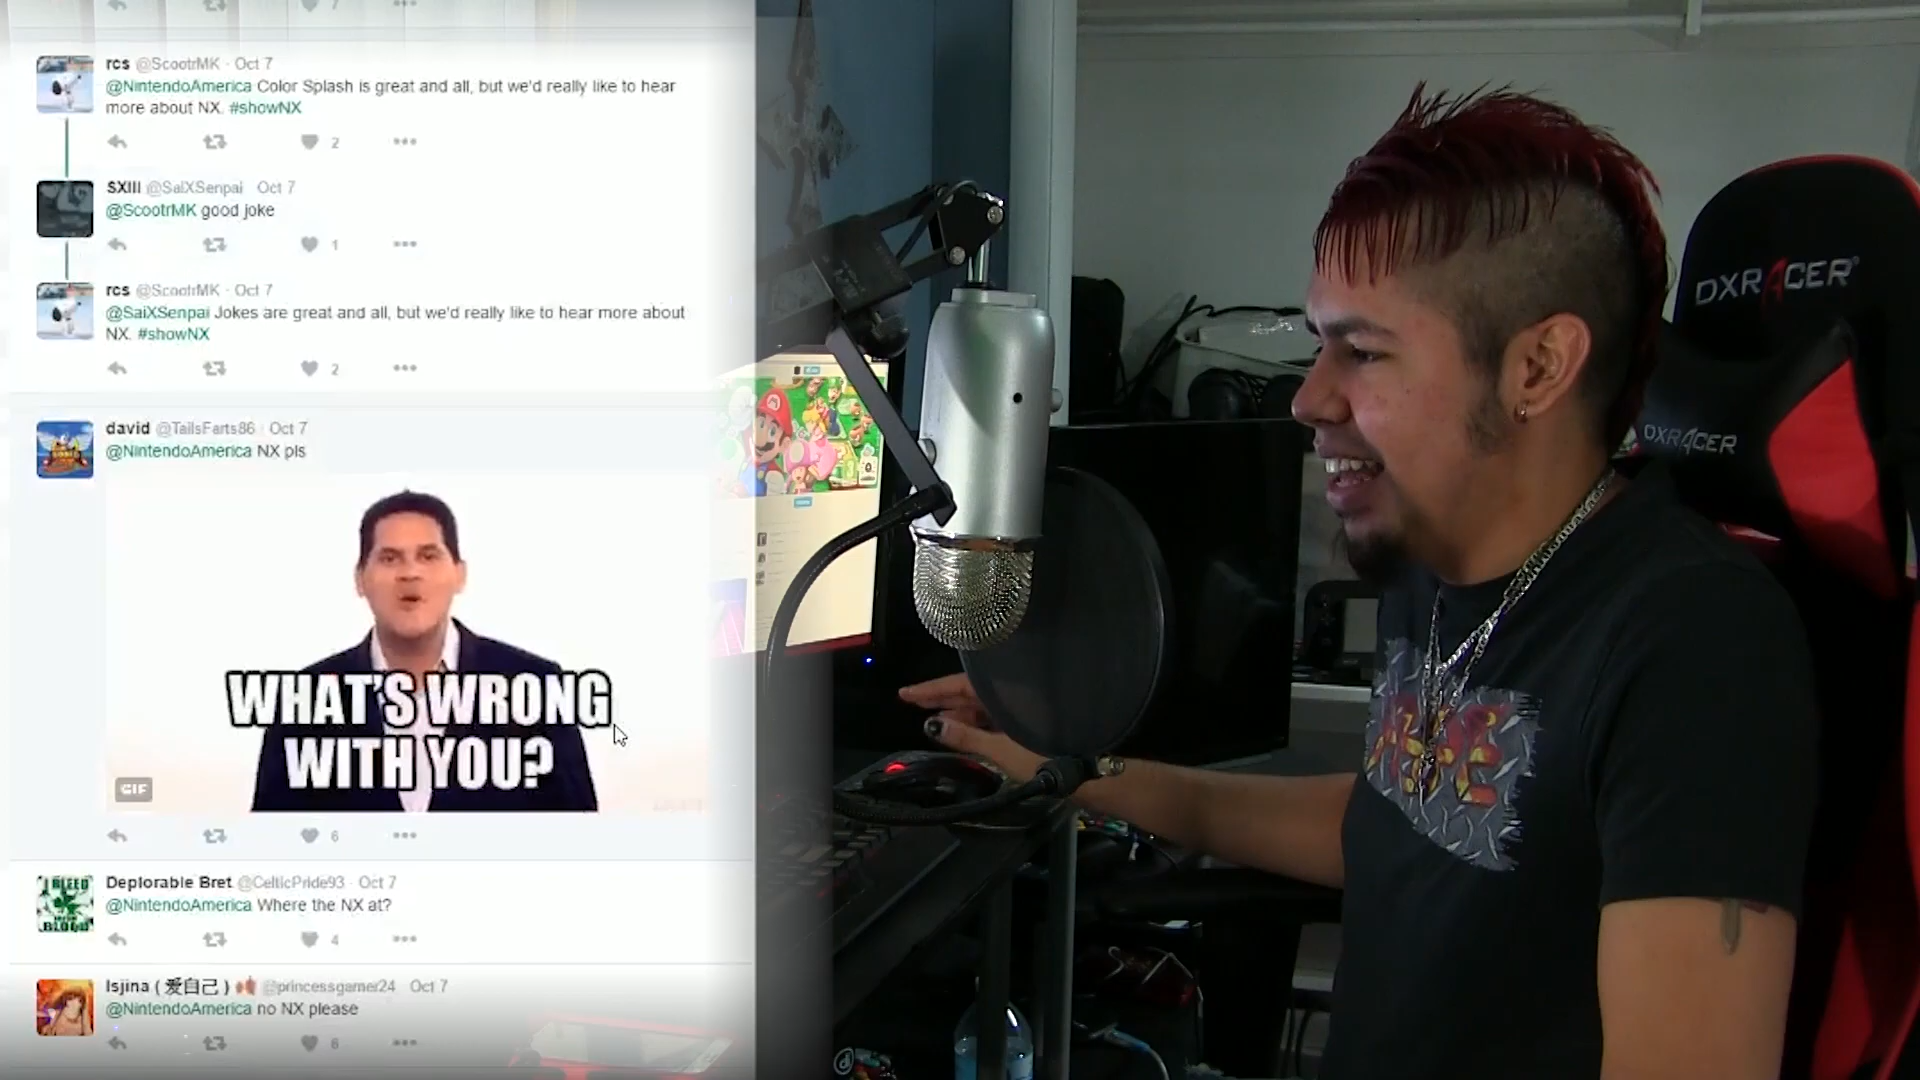 7
rcs @ScootrMK · Oct 7
@NintendoAmerica Color Splash is great and all, but we'd really like to hear
more about NX. #showNX
2
SXIII @SaiXSenpai · Oct 7
@ScootrMK good joke
1
rcs @ScootrMK · Oct 7
@SaiXSenpai Jokes are great and all, but we'd really like to hear more about
NX. #showNX
2
david @TailsFarts86 · Oct 7
@NintendoAmerica NX pls
WHAT'S WRONG
WITH YOU?
GIF
6
Deplorable Bret @CelticPride93 · Oct 7
@NintendoAmerica Where the NX at?
4
I BLEED
BLOOD
Isjina ( 爱自己 ) @princessgamer24 · Oct 7
@NintendoAmerica no NX please
6
DXRACER
DXRACER